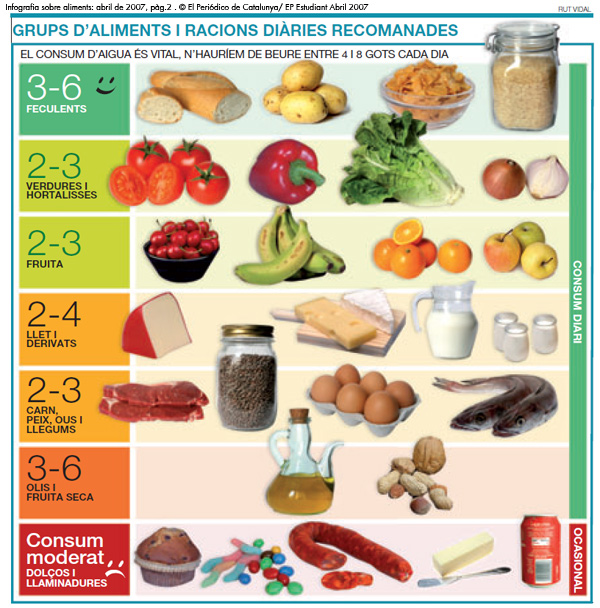 Infografia sobre aliments: abril de 2007, pàg.2 . © El Periódico de Catalunya/ EP Estudiant Abril 2007
RUT VIDAL
GRUPS D'ALIMENTS I RACIONS DIÀRIES RECOMANADES
EL CONSUM D'AIGUA ÉS VITAL, N'HAURÍEM DE BEURE ENTRE 4 I 8 GOTS CADA DIA
3-6
FECULENTS
2-3
VERDURES I
HORTALISSES
2-3
FRUITA
2-4
LLET I
DERIVATS
2-3
CARN,
PEIX, OUS I
LLEGUMS
3-6
OLIS I
FRUITA SECA
Consum
moderat
DOLÇOS I
LLAMINADURES
CONSUM DIARI
OCASIONAL